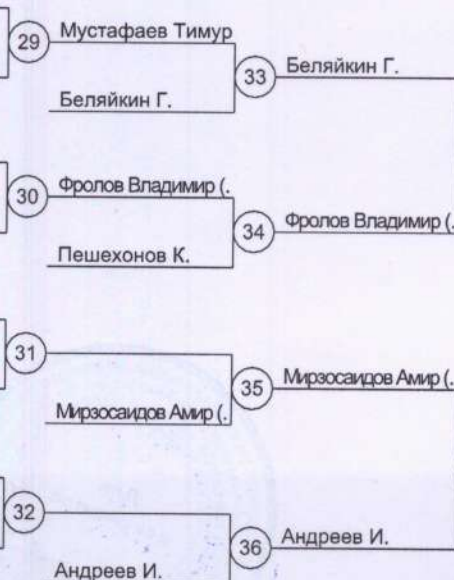 29
Мустафаев Тимур
33
Беляйкин Г.
Беляйкин Г.
30
Фролов Владимир (.
34
Фролов Владимир (.
Пешехонов К.
31
35
Мирзосаидов Амир (.
Мирзосаидов Амир (.
32
36
Андреев И.
Андреев И.